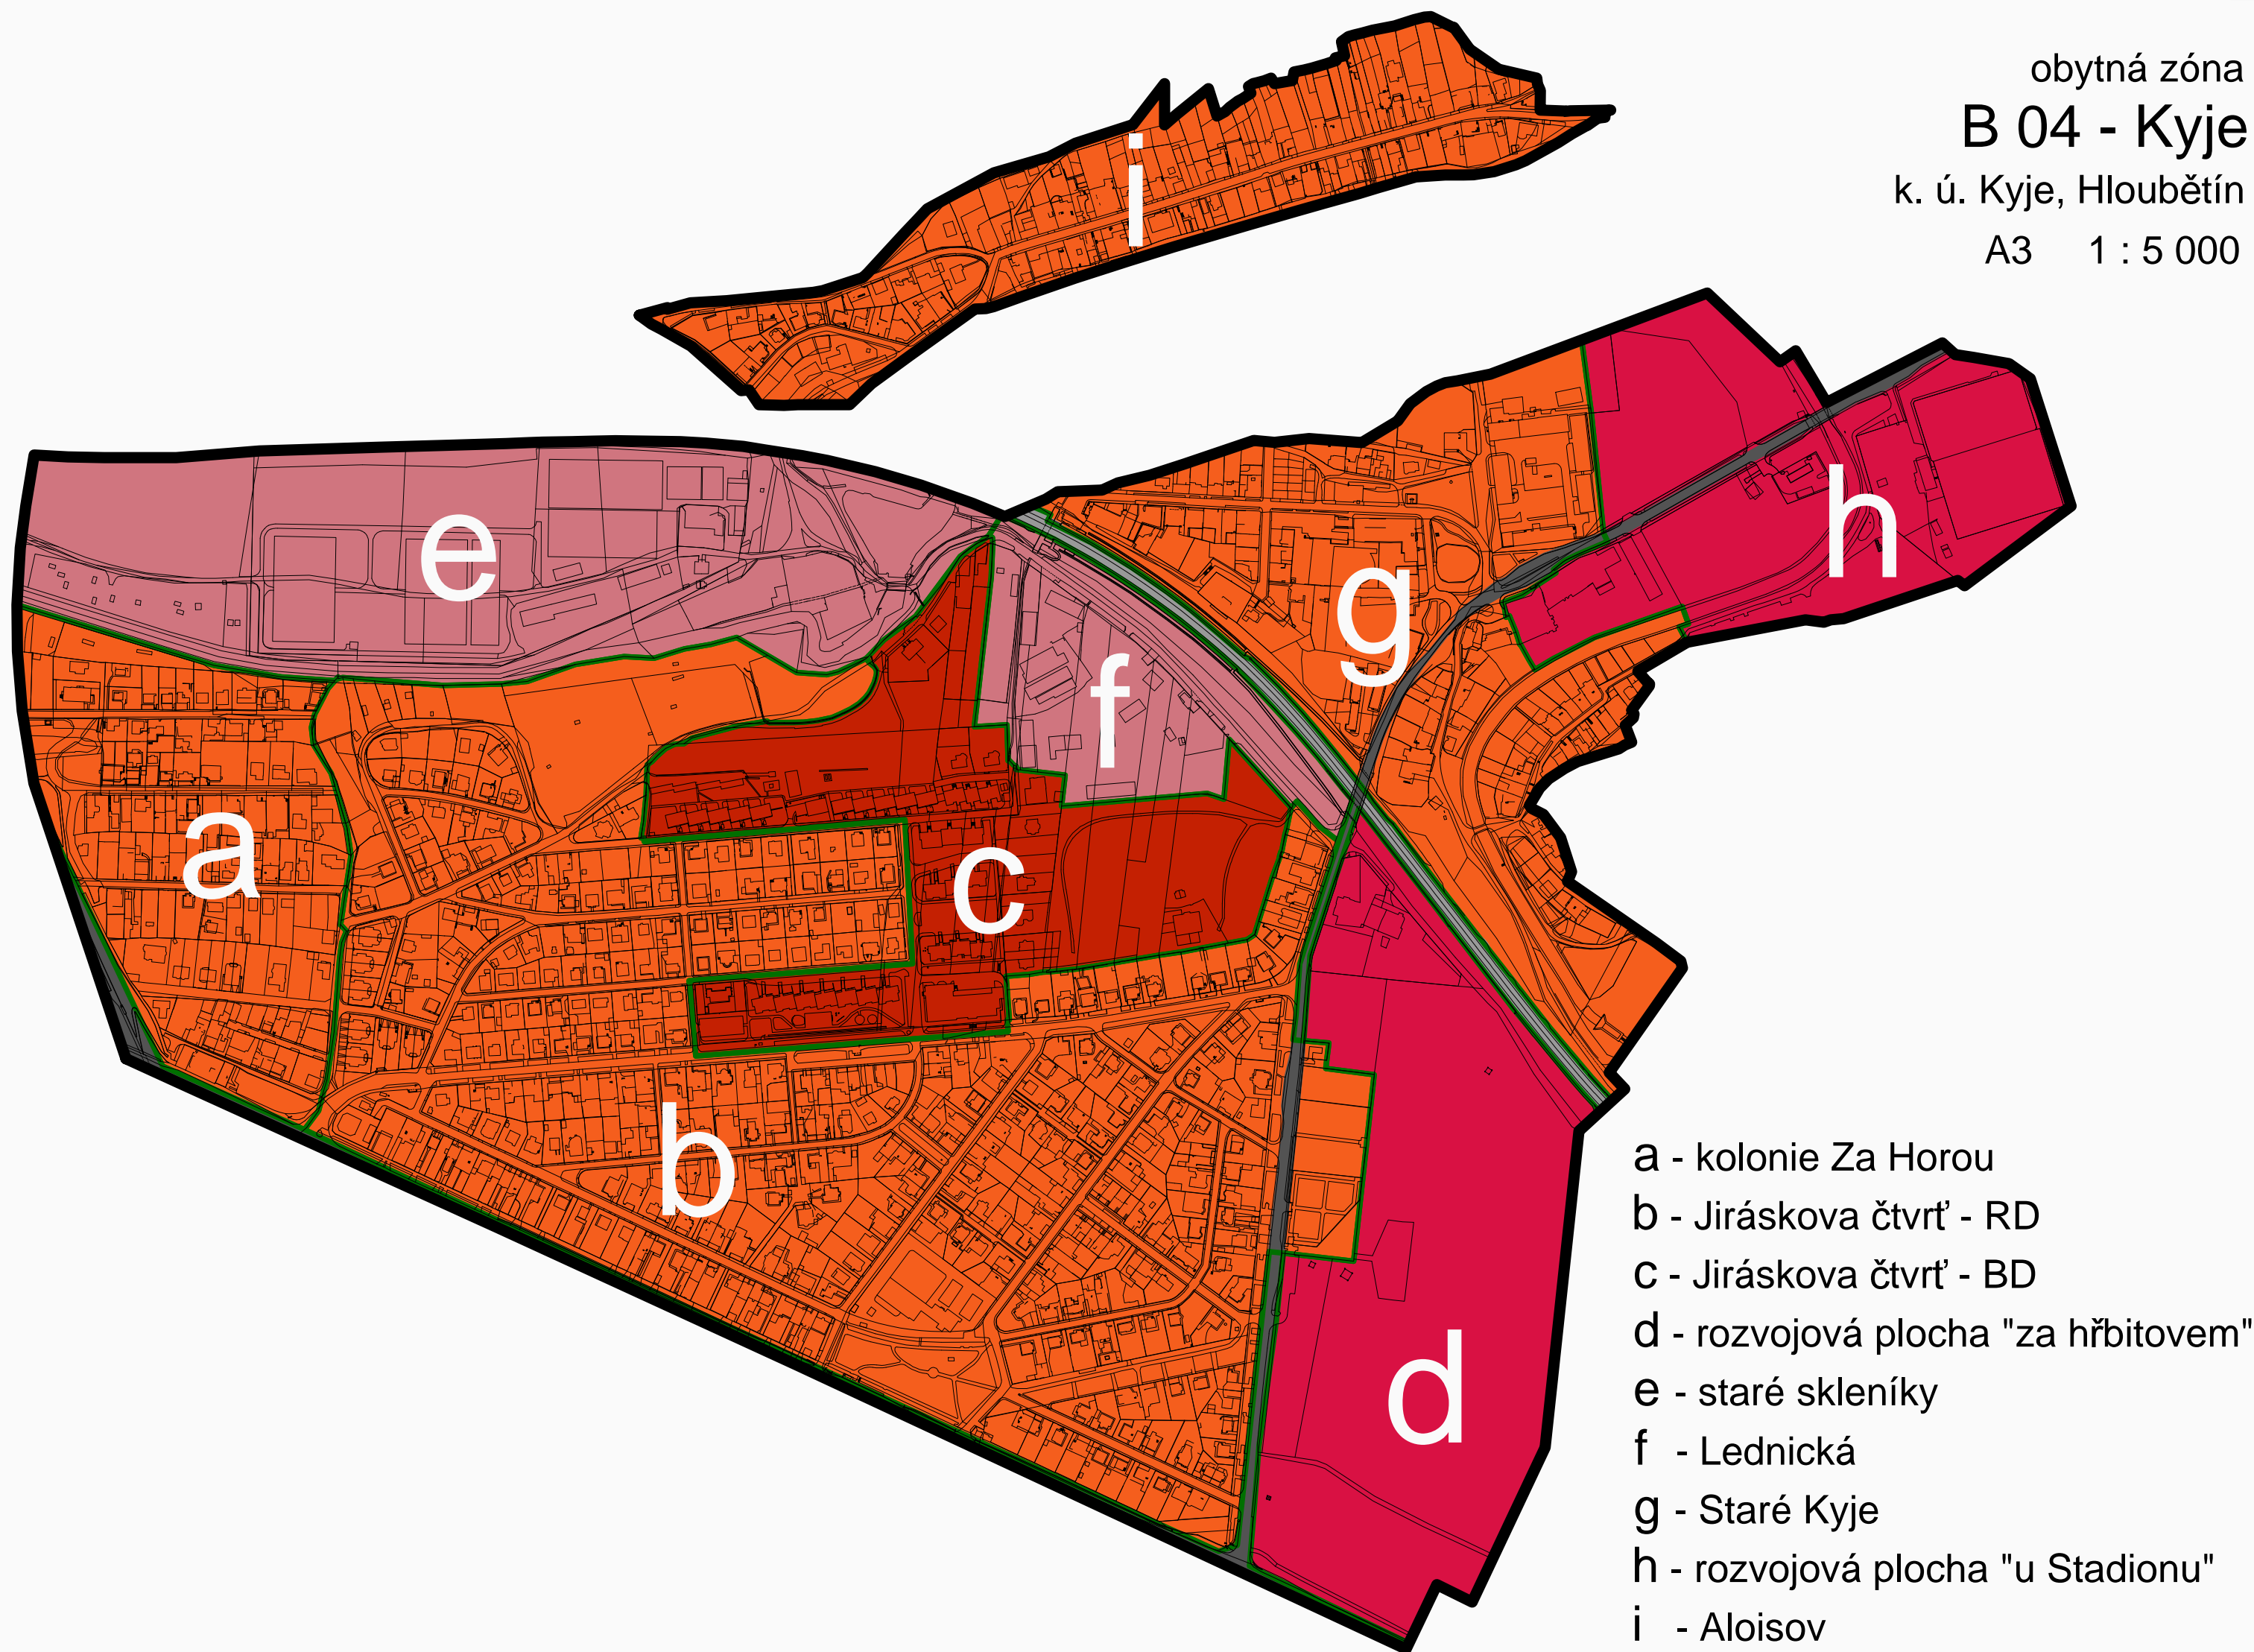 obytná zóna
B 04 - Kyje
k. ú. Kyje, Hloubětín
A3 1 : 5 000
i
e
h
g
f
a
c
b
d
a - kolonie Za Horou
b - Jiráskova čtvrť - RD
c - Jiráskova čtvrť - BD
d - rozvojová plocha "za hřbitovem"
e - staré skleníky
f - Lednická
g - Staré Kyje
h - rozvojová plocha "u Stadionu"
i - Aloisov